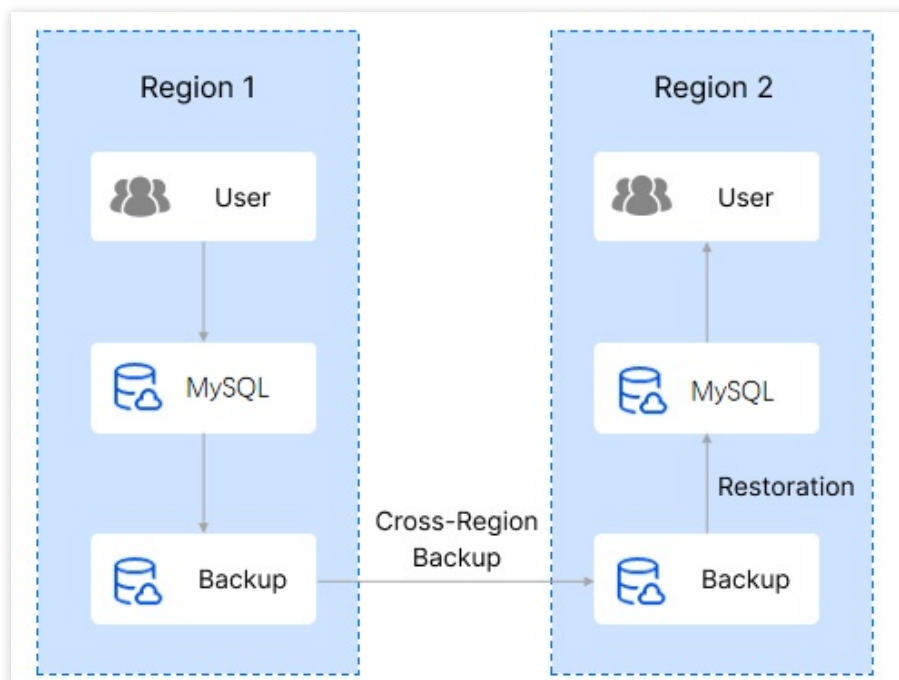 Region 1
User
MySQL
Backup
Cross-Region
Backup
Region 2
User
MySQL
Restoration
Backup